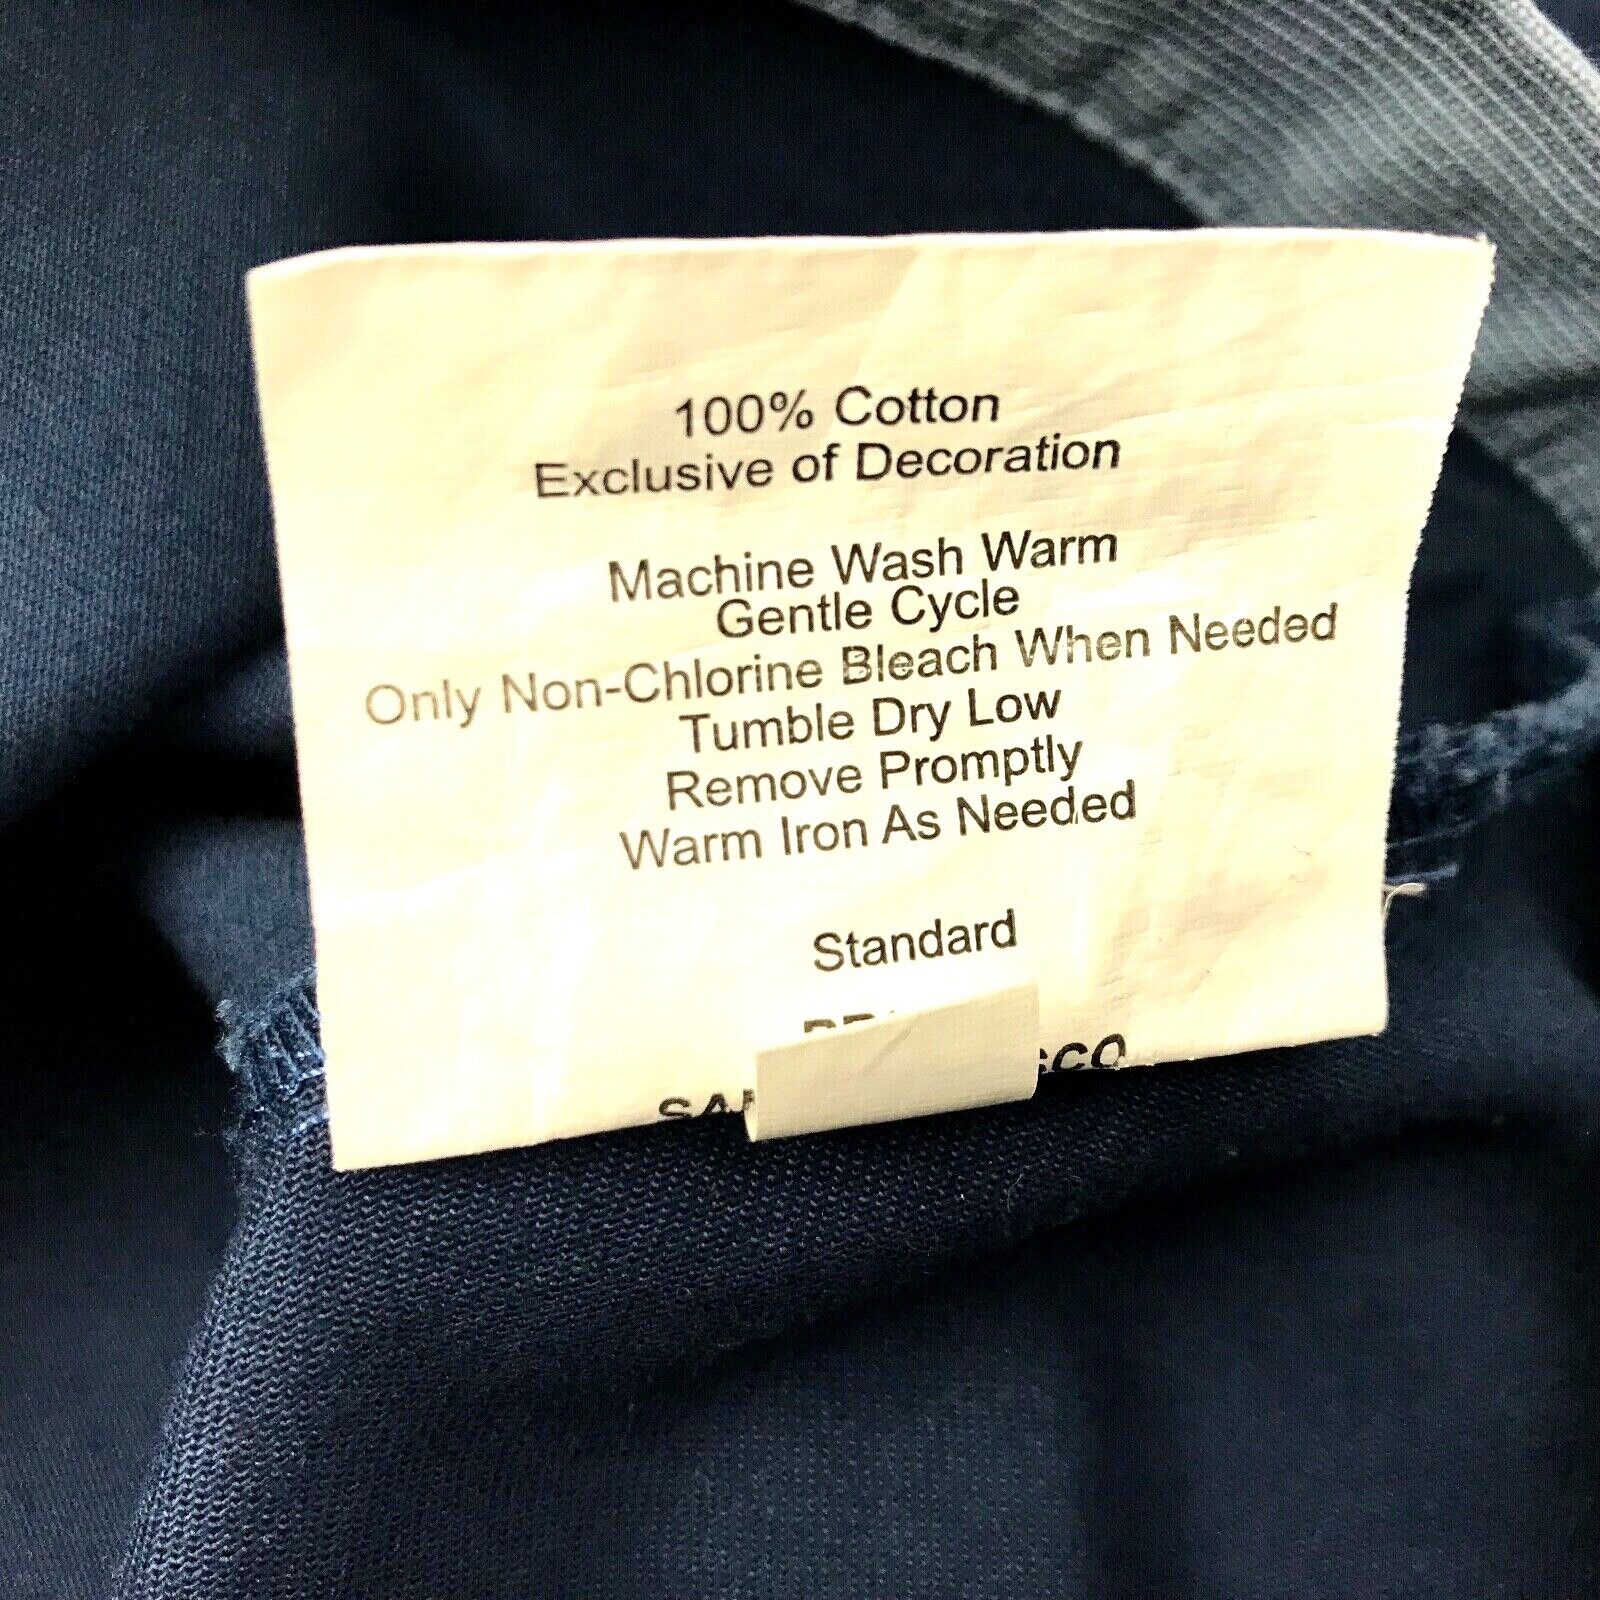 100% Cotton
Exclusive of Decoration
Machine Wash Warm
Gentle Cycle
Only Non-Chlorine Bleach When Needed
Tumble Dry Low
Remove Promptly
Warm Iron As Needed
Standard